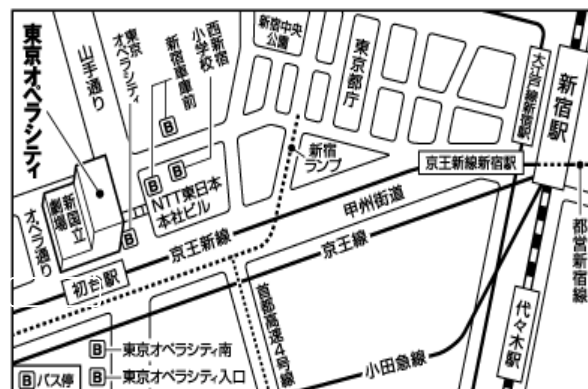 東京オペラシティ
山手通り
東京
オペラシティ
新宿車庫前
西新宿
小学校
新宿中央
公園
東京都庁
大江戸線新宿駅
新宿駅
B
B
B
B
新宿
ランプ
京王新線新宿駅
NTT東日本
本社ビル
新国立
劇場
オペラ通り
甲州街道
京王新線
京王線
都営新宿線
初台駅
首都高速4号線
代々木駅
小田急線
B 東京オペラシティ南
B 東京オペラシティ入口
B バス停